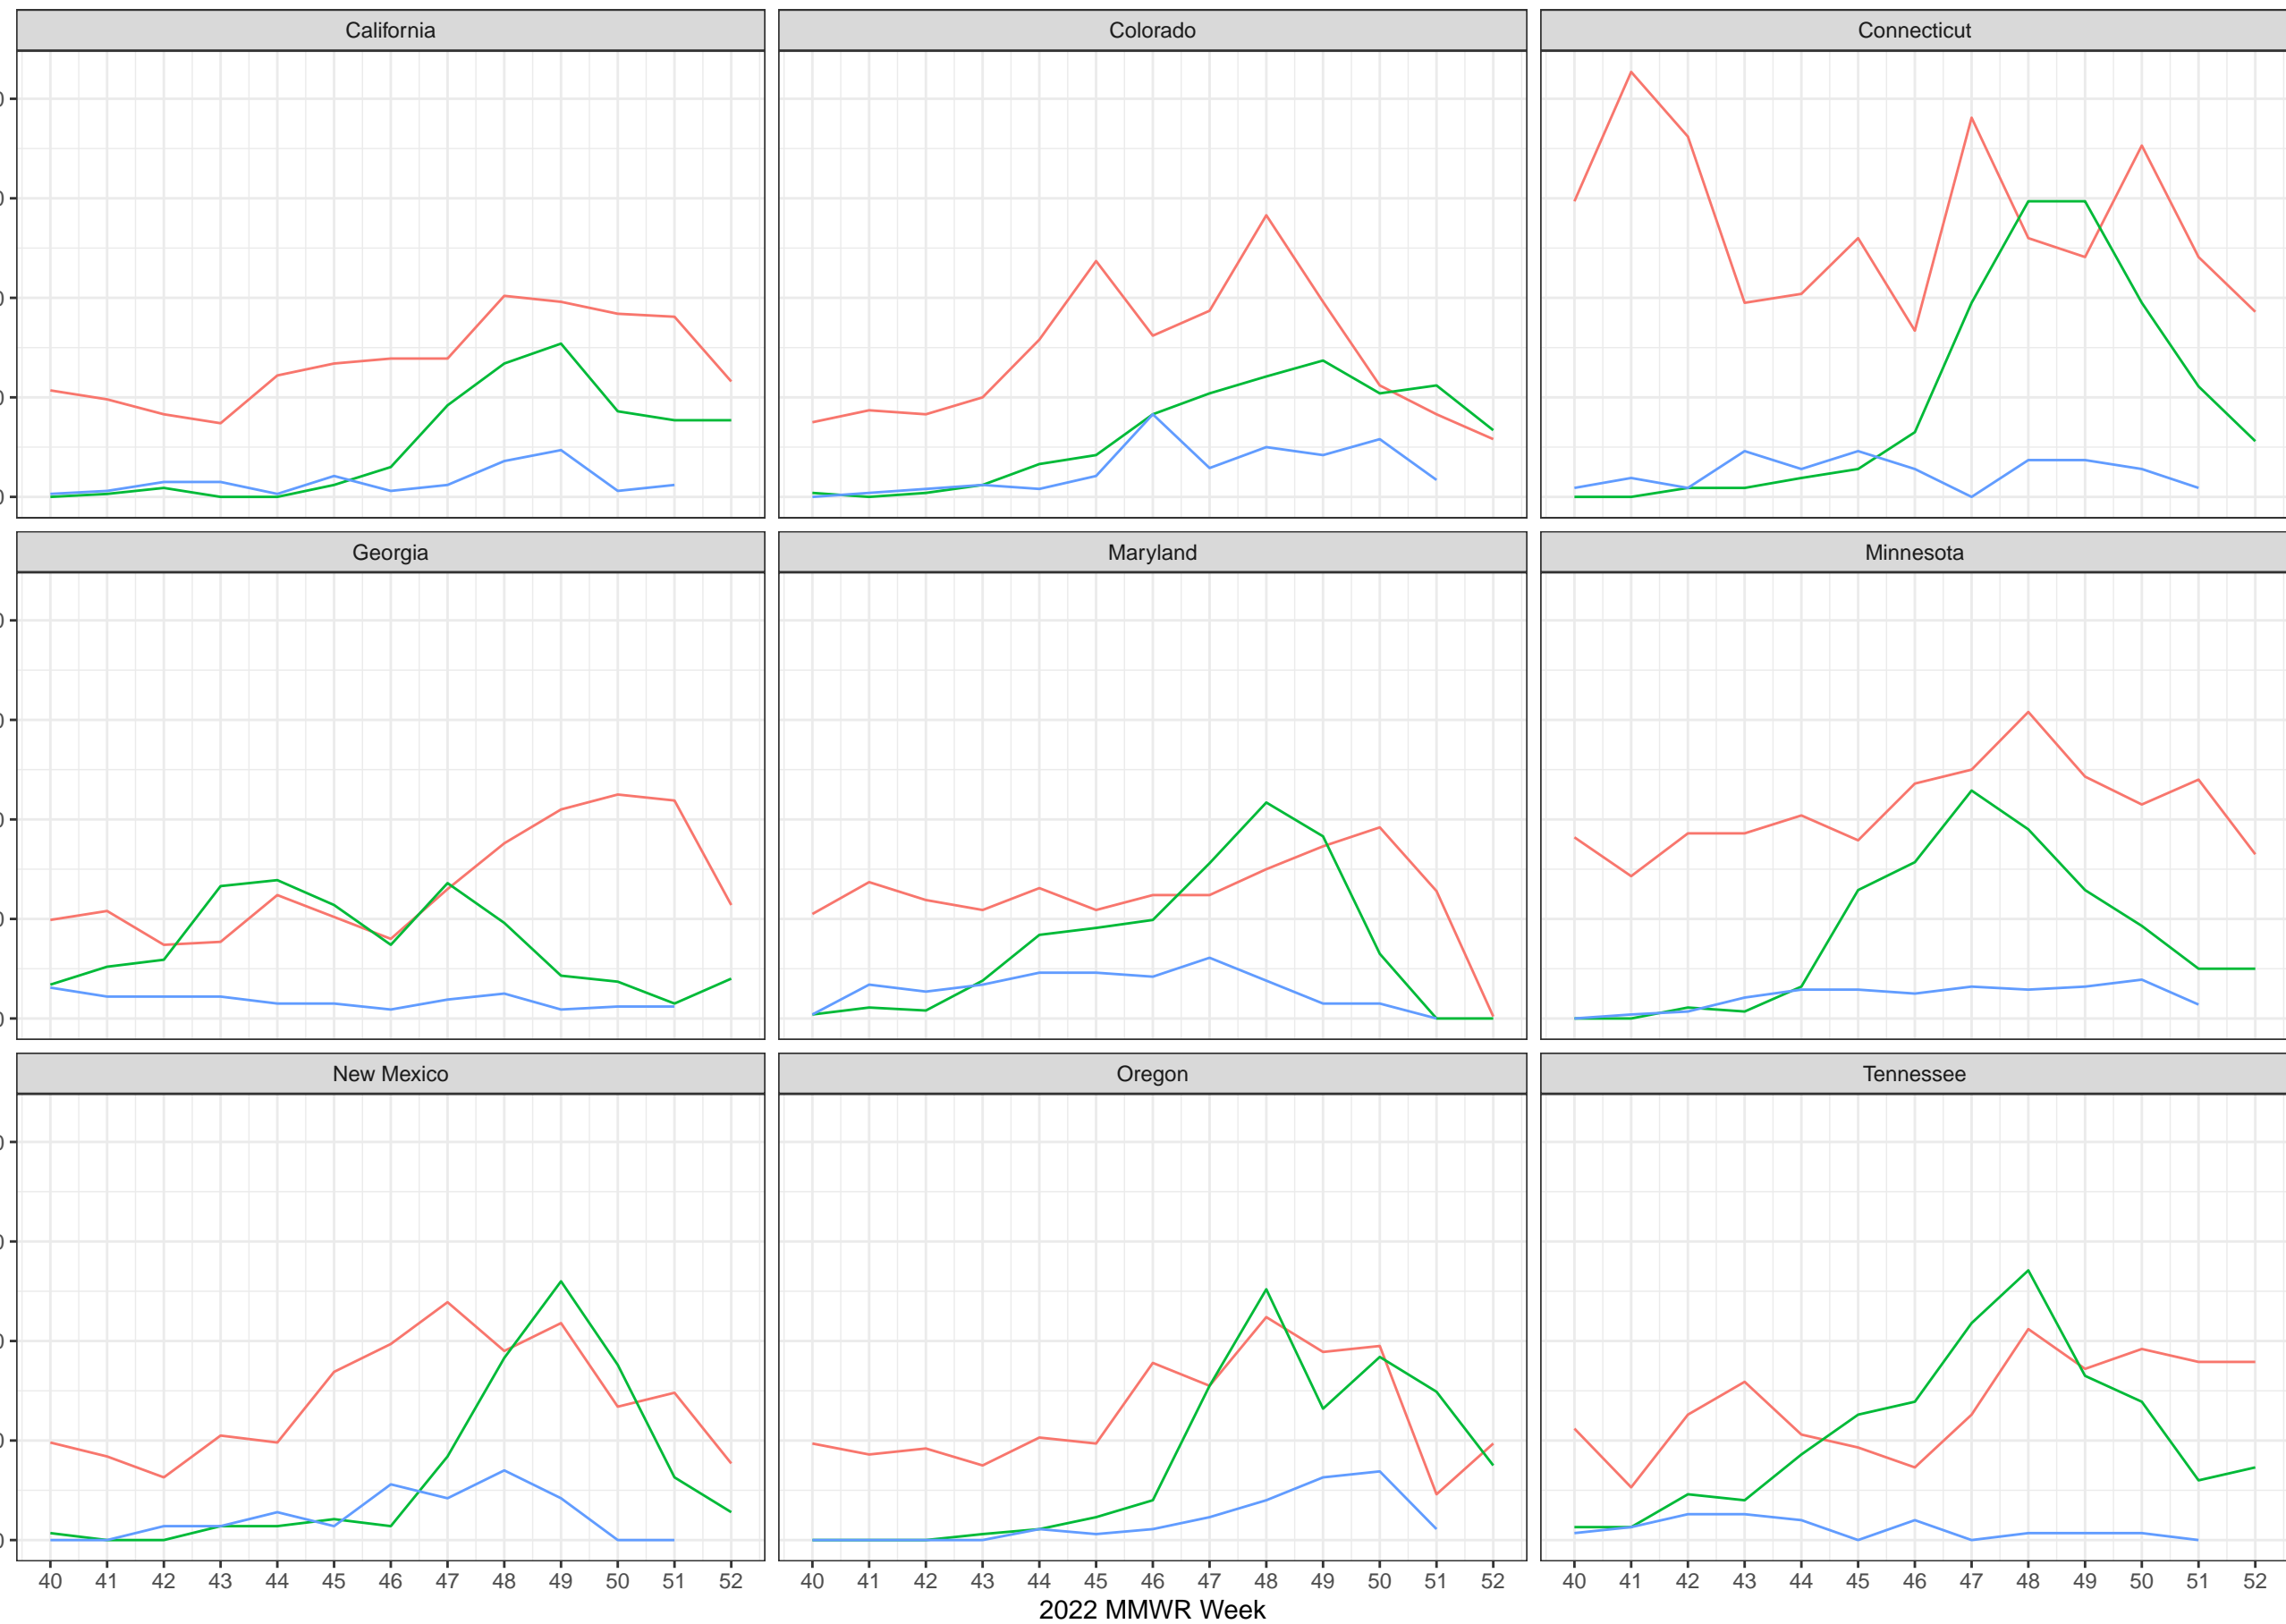 California Colorado Connecticut
Georgia Maryland Minnesota
New Mexico Oregon Tennessee
40 41 42 43 44 45 46 47 48 49 50 51 52 40 41 42 43 44 45 46 47 48 49 50 51 52 40 41 42 43 44 45 46 47 48 49 50 51 52
2022 MMWR Week